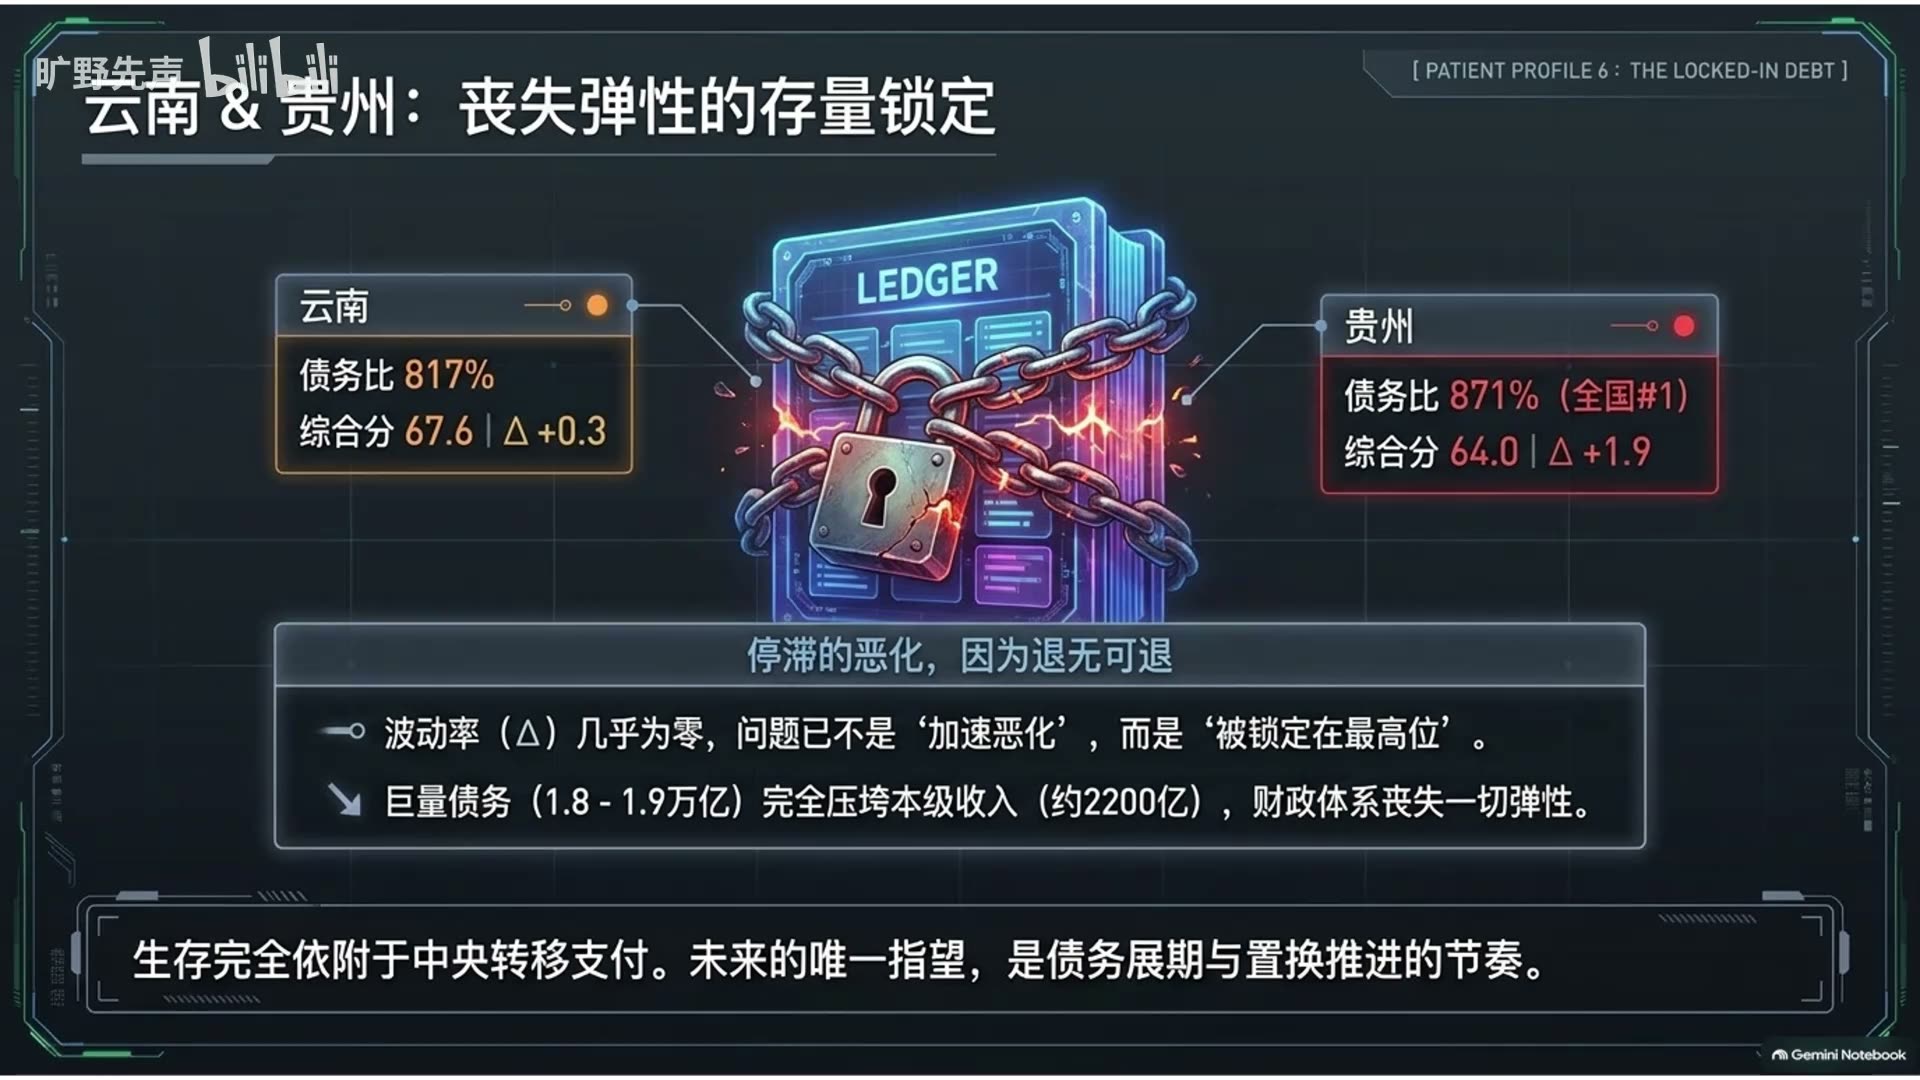 旷野先声 bilibili
[ PATIENT PROFILE 6 : THE LOCKED-IN DEBT ]
云南 & 贵州：丧失弹性的存量锁定
LEDGER
云南
债务比 817%
综合分 67.6 | Δ +0.3
贵州
债务比 871%（全国#1）
综合分 64.0 | Δ +1.9
停滞的恶化，因为退无可退
波动率（Δ）几乎为零，问题已不是‘加速恶化’，而是‘被锁定在最高位’。
巨量债务（1.8 - 1.9万亿）完全压垮本级收入（约2200亿），财政体系丧失一切弹性。
生存完全依附于中央转移支付。未来的唯一指望，是债务展期与置换推进的节奏。
Gemini Notebook